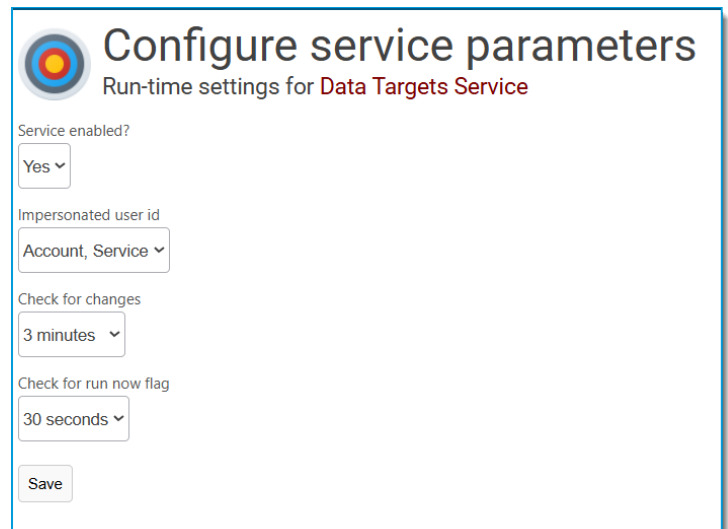 Configure service parameters
Run-time settings for Data Targets Service
Service enabled?
Yes
Impersonated user id
Account, Service
Check for changes
3 minutes
Check for run now flag
30 seconds
Save